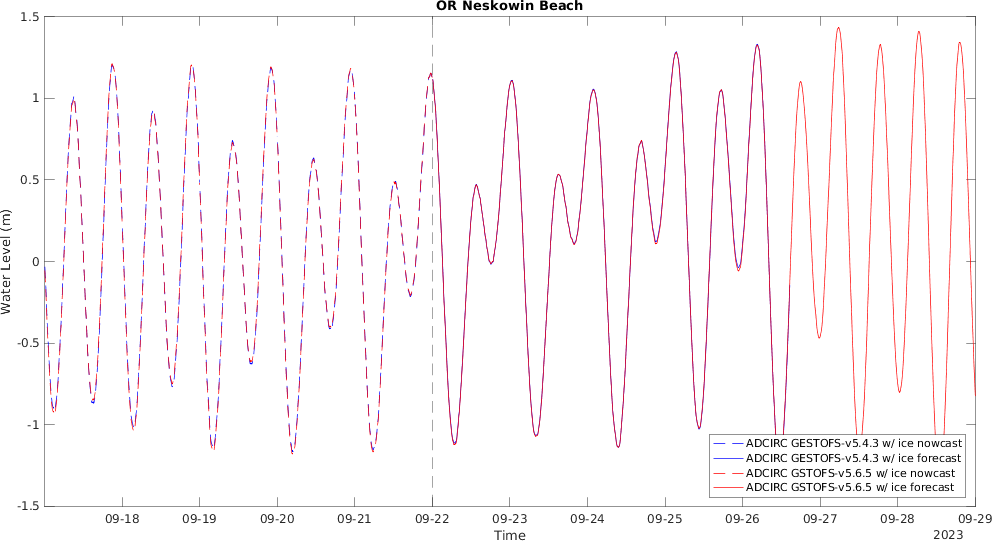 OR Neskowin Beach
1.5
1
0.5
0
-0.5
-1
-1.5
Water Level (m)
ADCIRC GESTOFS-v5.4.3 w/ ice nowcast
ADCIRC GESTOFS-v5.4.3 w/ ice forecast
ADCIRC GSTOFS-v5.6.5 w/ ice nowcast
ADCIRC GSTOFS-v5.6.5 w/ ice forecast
09-18 09-19 09-20 09-21 09-22 09-23 09-24 09-25 09-26 09-27 09-28 09-29
Time
2023